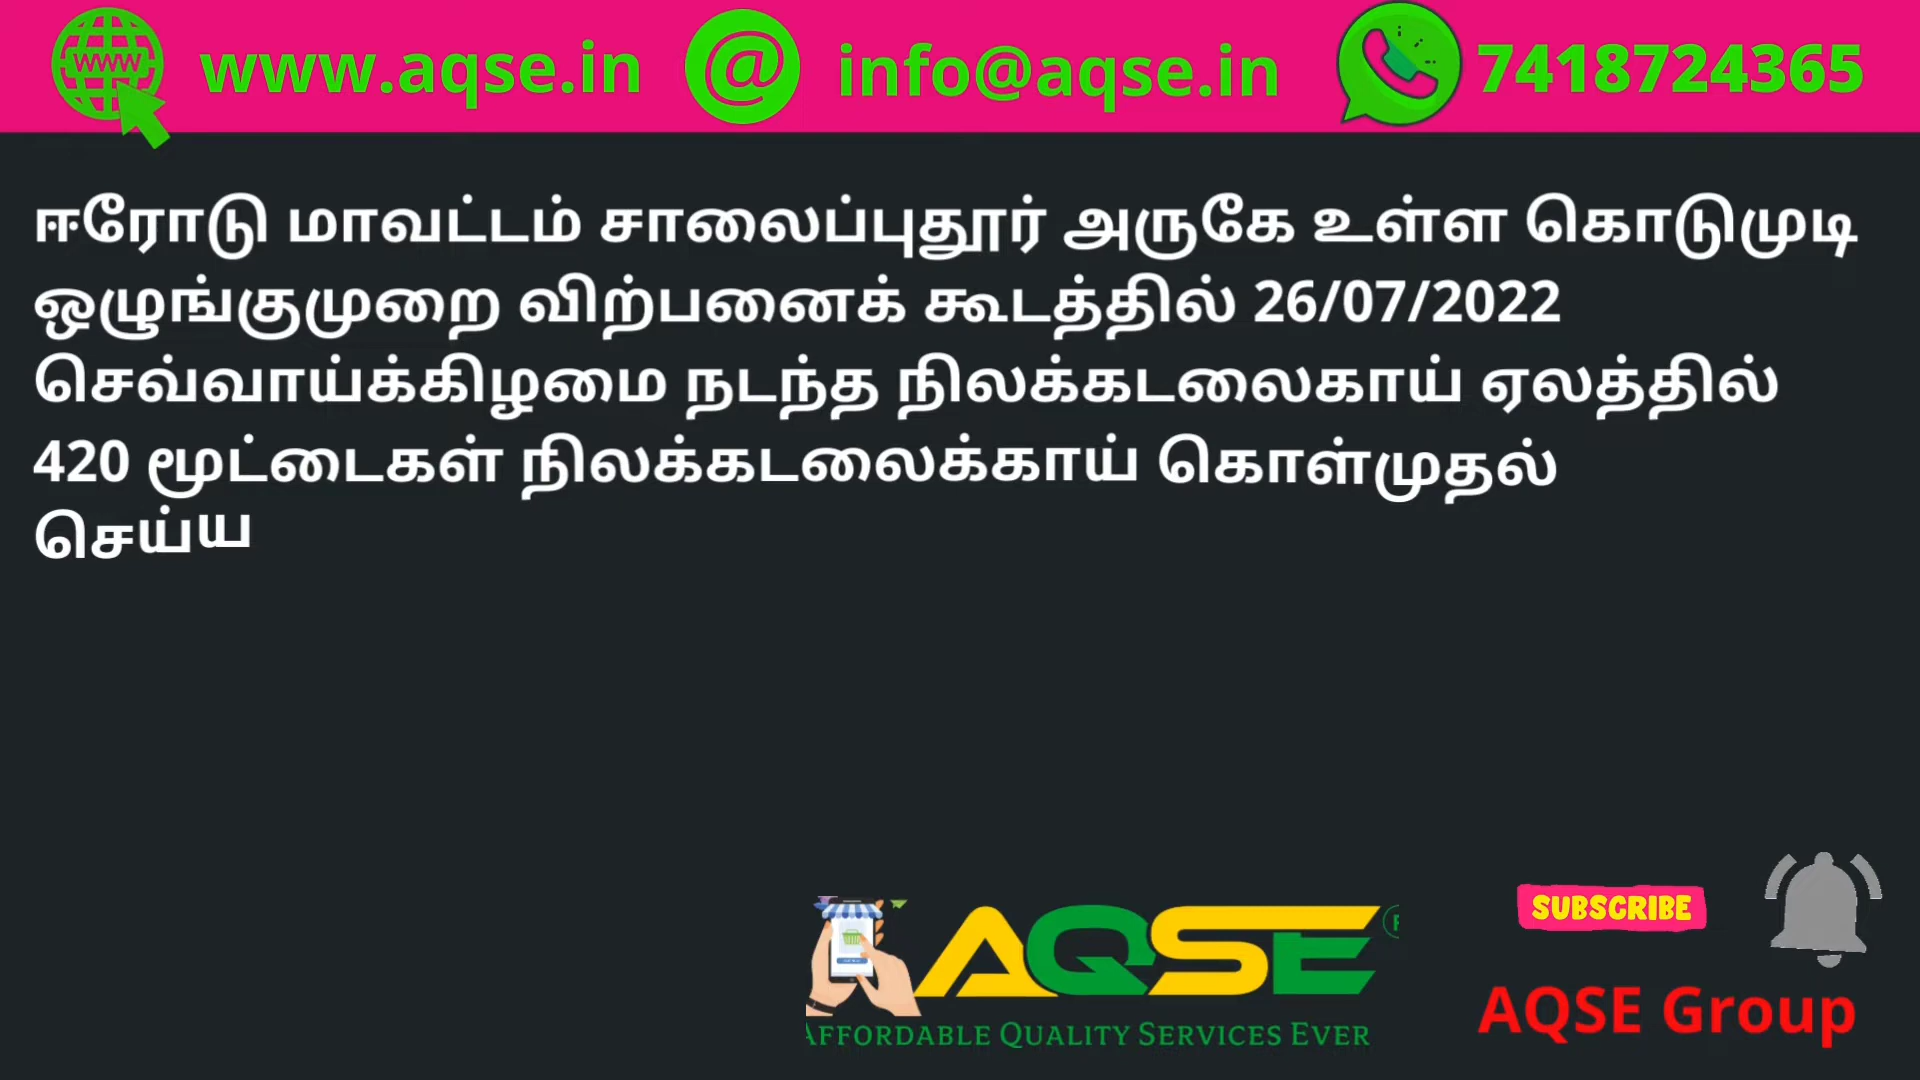 www.aqse.in
info@aqse.in
7418724365
ஈரோடு மாவட்டம் சாலைப்புதூர் அருகே உள்ள கொடுமுடி
ஒழுங்குமுறை விற்பனைக் கூடத்தில் 26/07/2022
செவ்வாய்க்கிழமை நடந்த நிலக்கடலைகாய் ஏலத்தில்
420 மூட்டைகள் நிலக்கடலைக்காய் கொள்முதல்
செய்ய
AQSE
AFFORDABLE QUALITY SERVICES EVER
SUBSCRIBE
AQSE Group